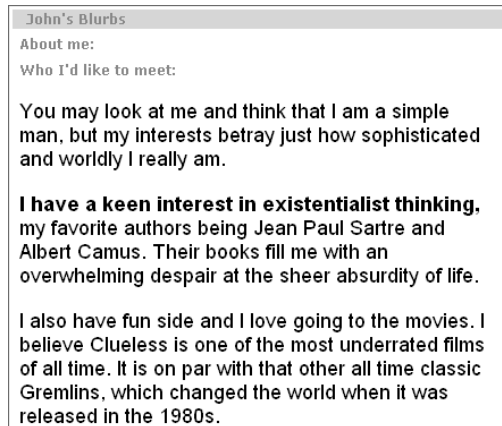 John's Blurbs
About me:
Who I'd like to meet:
You may look at me and think that I am a simple
man, but my interests betray just how sophisticated
and worldly I really am.
I have a keen interest in existentialist thinking,
my favorite authors being Jean Paul Sartre and
Albert Camus. Their books fill me with an
overwhelming despair at the sheer absurdity of life.
I also have fun side and I love going to the movies. I
believe Clueless is one of the most underrated films
of all time. It is on par with that other all time classic
Gremlins, which changed the world when it was
released in the 1980s.